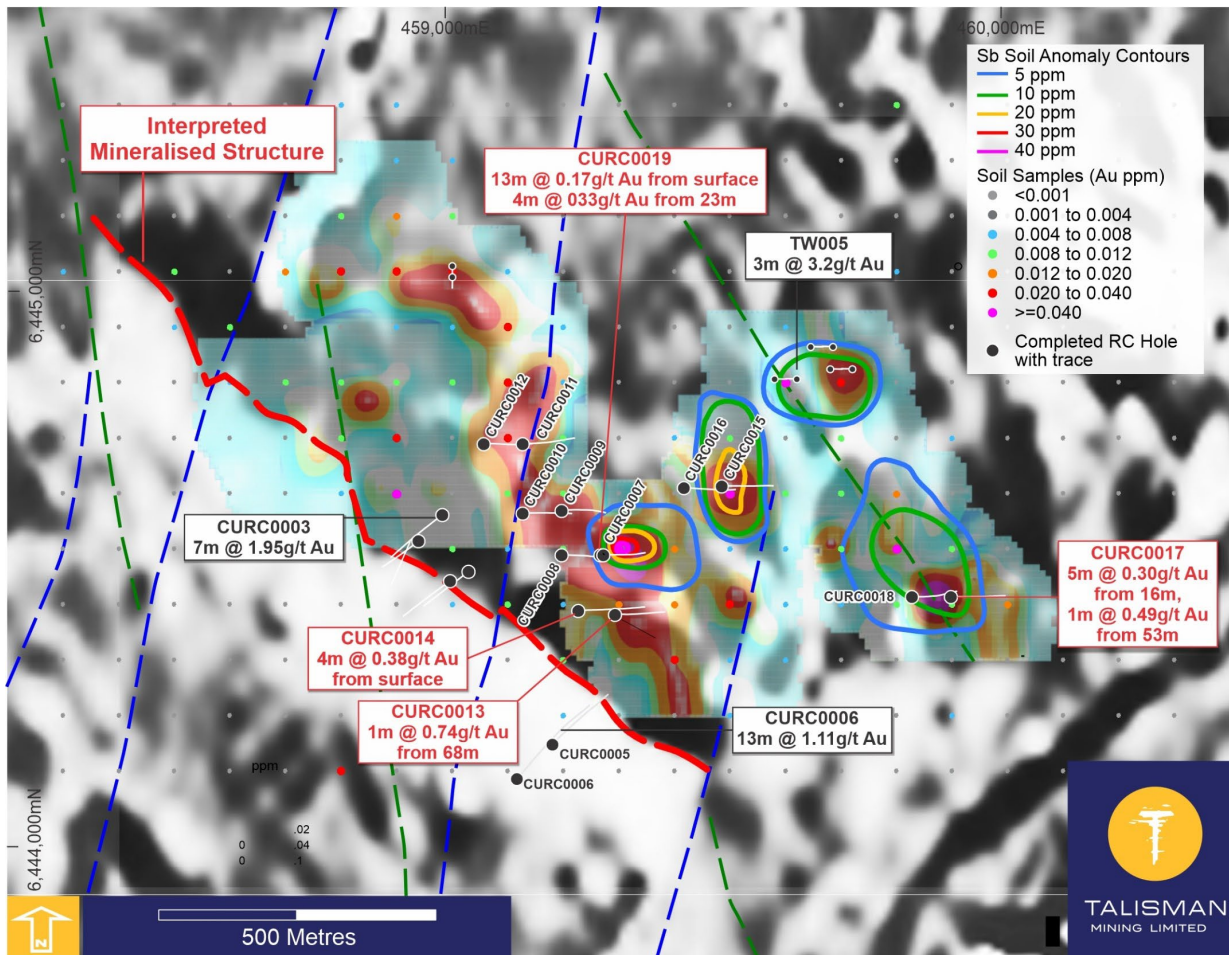 459,000mE
460,000mE
6,445,000mN
6,444,000mN
Sb Soil Anomaly Contours
5 ppm
10 ppm
20 ppm
30 ppm
40 ppm
Soil Samples (Au ppm)
<0.001
0.001 to 0.004
0.004 to 0.008
0.008 to 0.012
0.012 to 0.020
0.020 to 0.040
>=0.040
Completed RC Hole
with trace
Interpreted
Mineralised Structure
CURC0019
13m @ 0.17g/t Au from surface
4m @ 033g/t Au from 23m
TW005
3m @ 3.2g/t Au
CURC0012
CURC0011
CURC0010
CURC0009
CURC0016
CURC0015
CURC0007
CURC0008
CURC0003
7m @ 1.95g/t Au
CURC0018
CURC0017
5m @ 0.30g/t Au
from 16m,
1m @ 0.49g/t Au
from 53m
CURC0014
4m @ 0.38g/t Au
from surface
CURC0013
1m @ 0.74g/t Au
from 68m
CURC0006
13m @ 1.11g/t Au
CURC0005
CURC0006
ppm
.02
0 .04
0 .1
N
500 Metres
T
TALISMAN
MINING LIMITED